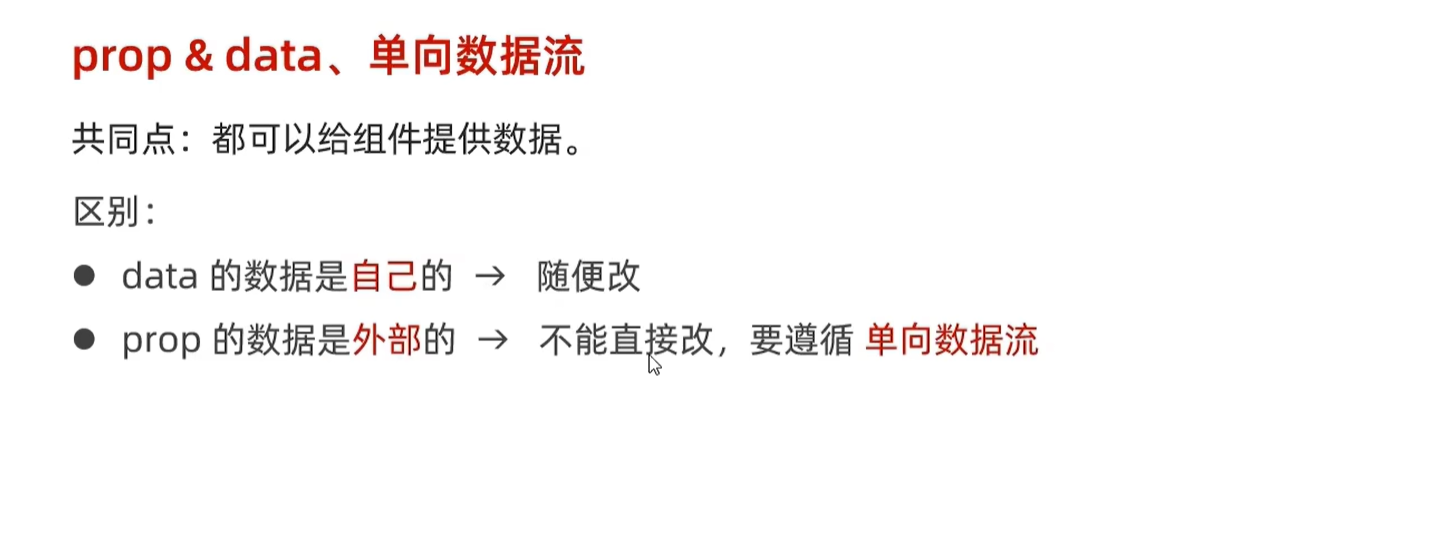 prop & data、单向数据流
共同点：都可以给组件提供数据。
区别：
● data 的数据是自己的 → 随便改
● prop 的数据是外部的 → 不能直接改，要遵循 单向数据流